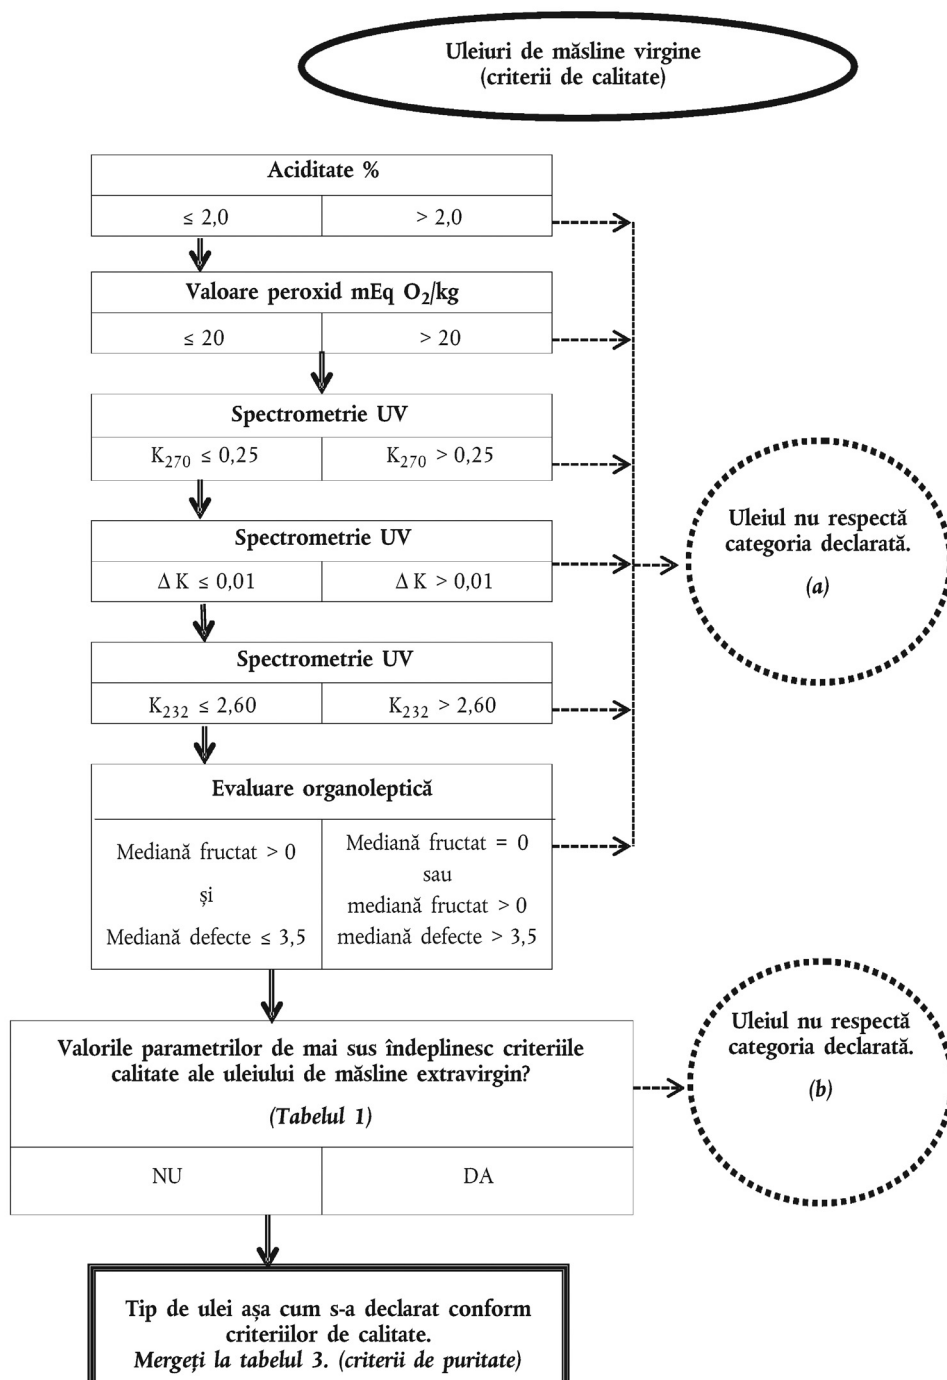 Uleiuri de măsline virgine
(criterii de calitate)
Aciditate %
≤ 2,0
> 2,0
Valoare peroxid mEq O₂/kg
≤ 20
> 20
Spectrometrie UV
K₂₇₀ ≤ 0,25
K₂₇₀ > 0,25
Spectrometrie UV
Δ K ≤ 0,01
Δ K > 0,01
Spectrometrie UV
K₂₃₂ ≤ 2,60
K₂₃₂ > 2,60
Evaluare organoleptică
Mediană fructat > 0
și
Mediană defecte ≤ 3,5
Mediană fructat = 0
sau
mediană fructat > 0
mediană defecte > 3,5
Uleiul nu respectă
categoria declarată.
(a)
Valorile parametrilor de mai sus îndeplinesc criteriile
calitate ale uleiului de măsline extravirgin?
(Tabelul 1)
NU
DA
Uleiul nu respectă
categoria declarată.
(b)
Tip de ulei așa cum s-a declarat conform
criteriilor de calitate.
Mergeți la tabelul 3. (criterii de puritate)